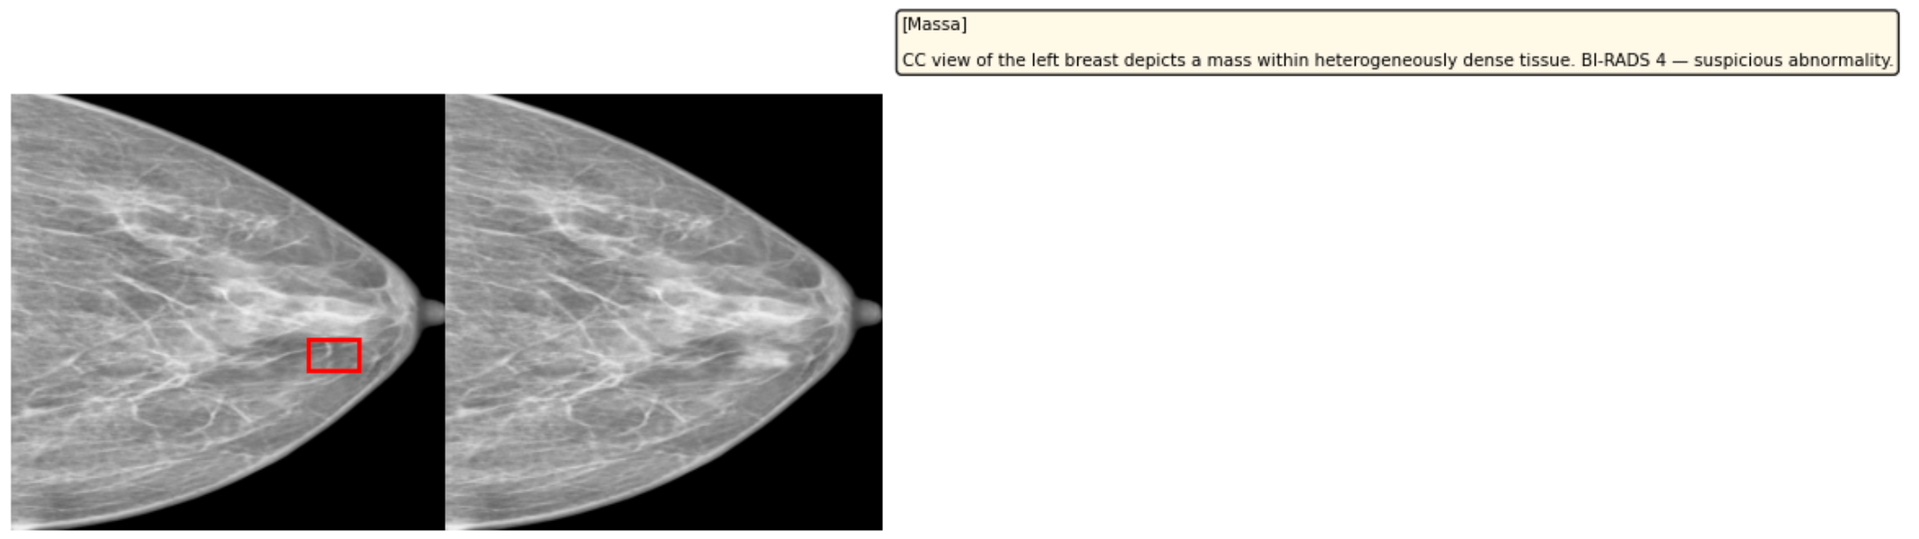 [Massa]
CC view of the left breast depicts a mass within heterogeneously dense tissue. BI-RADS 4 — suspicious abnormality.